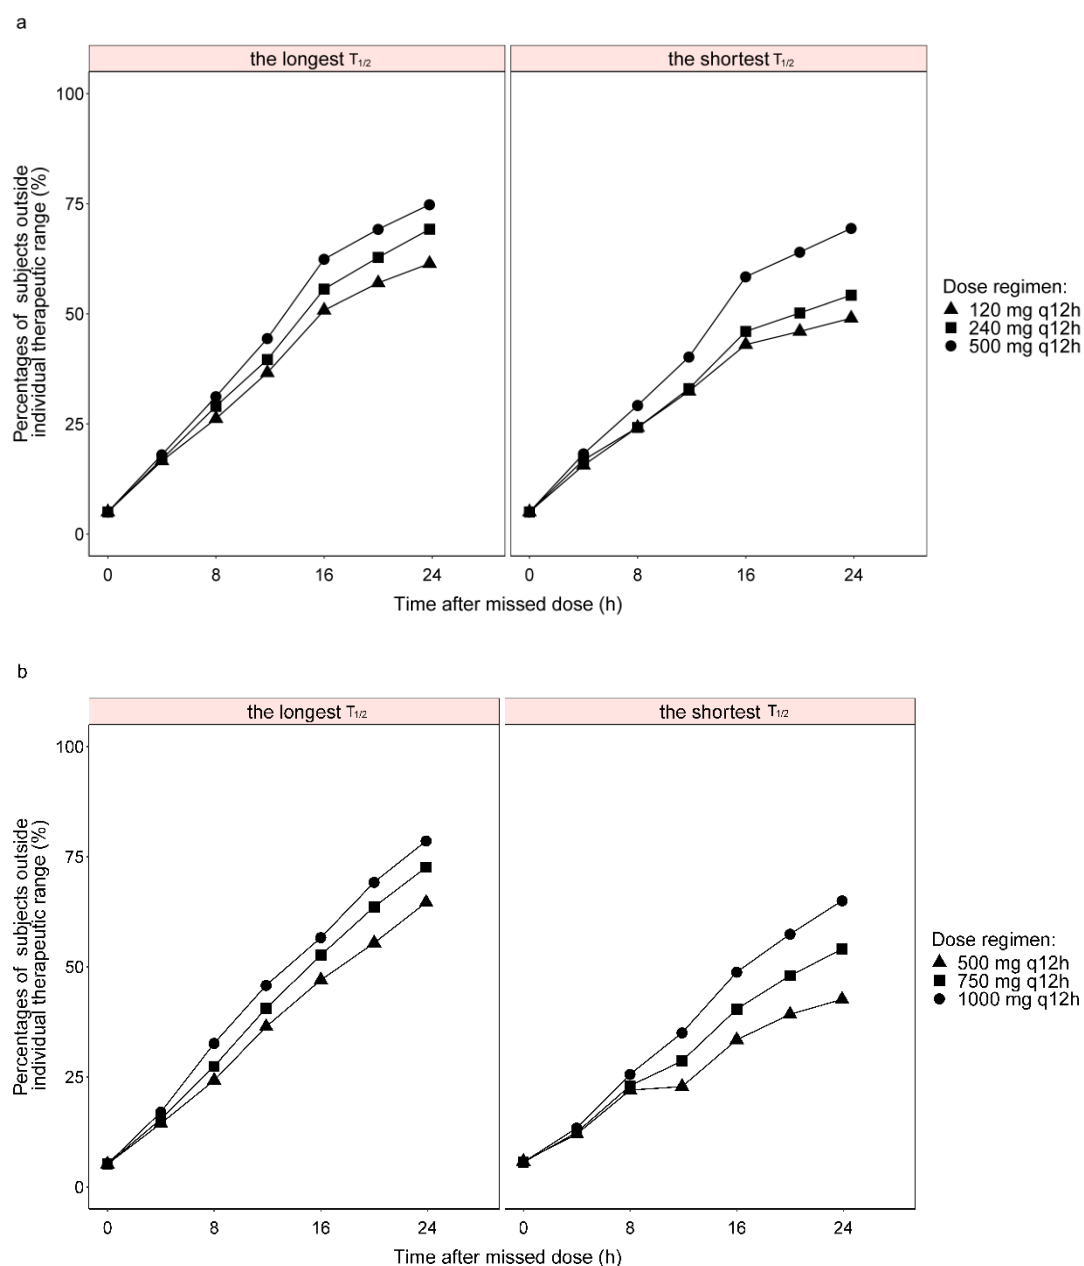 a
the longest T1/2
the shortest T1/2
100
75
50
25
0
Percentages of subjects outside
individual therapeutic range (%)
0 8 16 24
0 8 16 24
Time after missed dose (h)
Dose regimen:
120 mg q12h
240 mg q12h
500 mg q12h
b
the longest T1/2
the shortest T1/2
100
75
50
25
0
Percentages of subjects outside
individual therapeutic range (%)
0 8 16 24
0 8 16 24
Time after missed dose (h)
Dose regimen:
500 mg q12h
750 mg q12h
1000 mg q12h